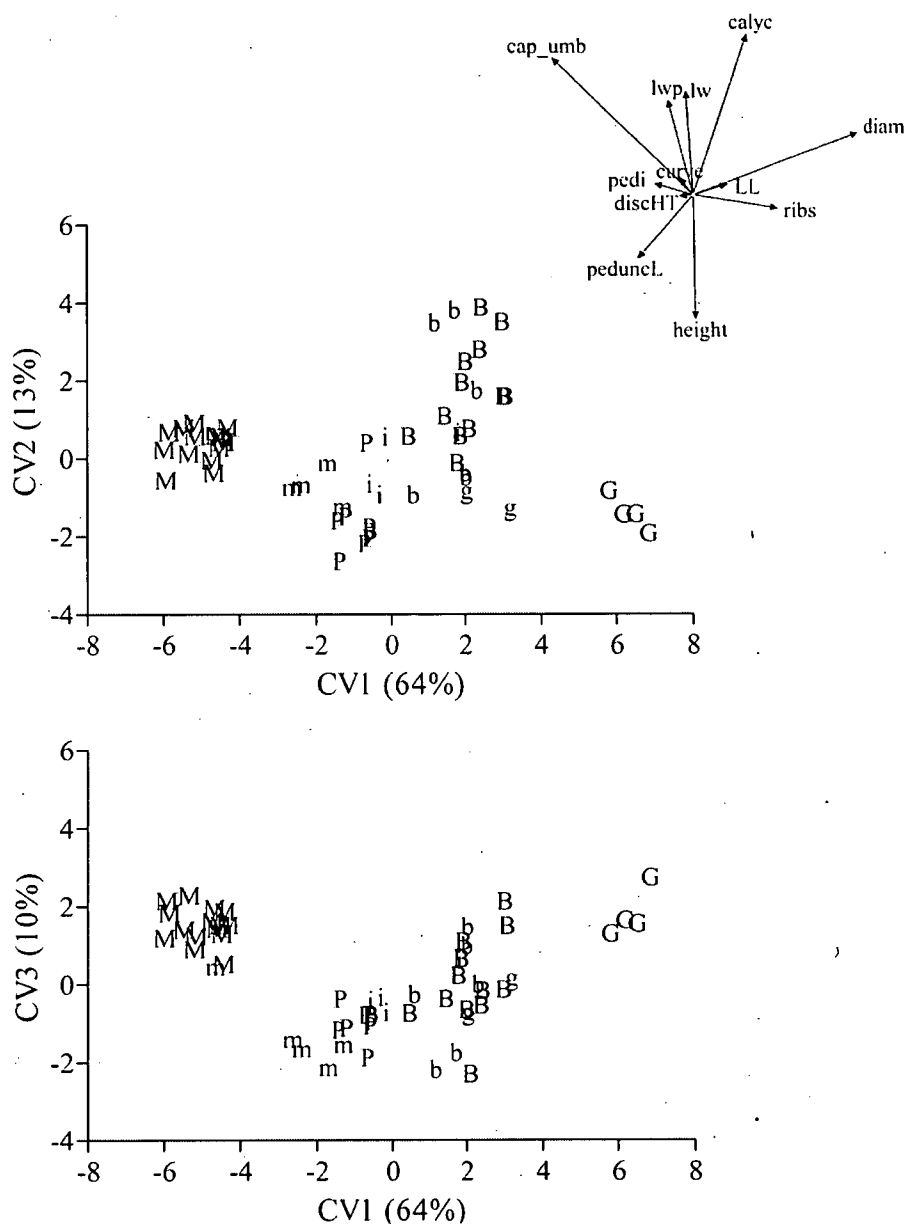 calyc
cap_umb
lwp lw
diam
curve
pedi LL
discHT ribs
peduncL
height
6
4
2
0
-2
-4
CV2 (13%)
b b B B
B
B
B b B
B
M M M
P i B
m m m
i
i b b
g g
G G G G
P P
-8 -6 -4 -2 0 2 4 6 8
CV1 (64%)
6
4
2
0
-2
-4
CV3 (10%)
M M M
G
G G G
B B
b
m
P i i b B
g
m m m m
P b b B
-8 -6 -4 -2 0 2 4 6 8
CV1 (64%)